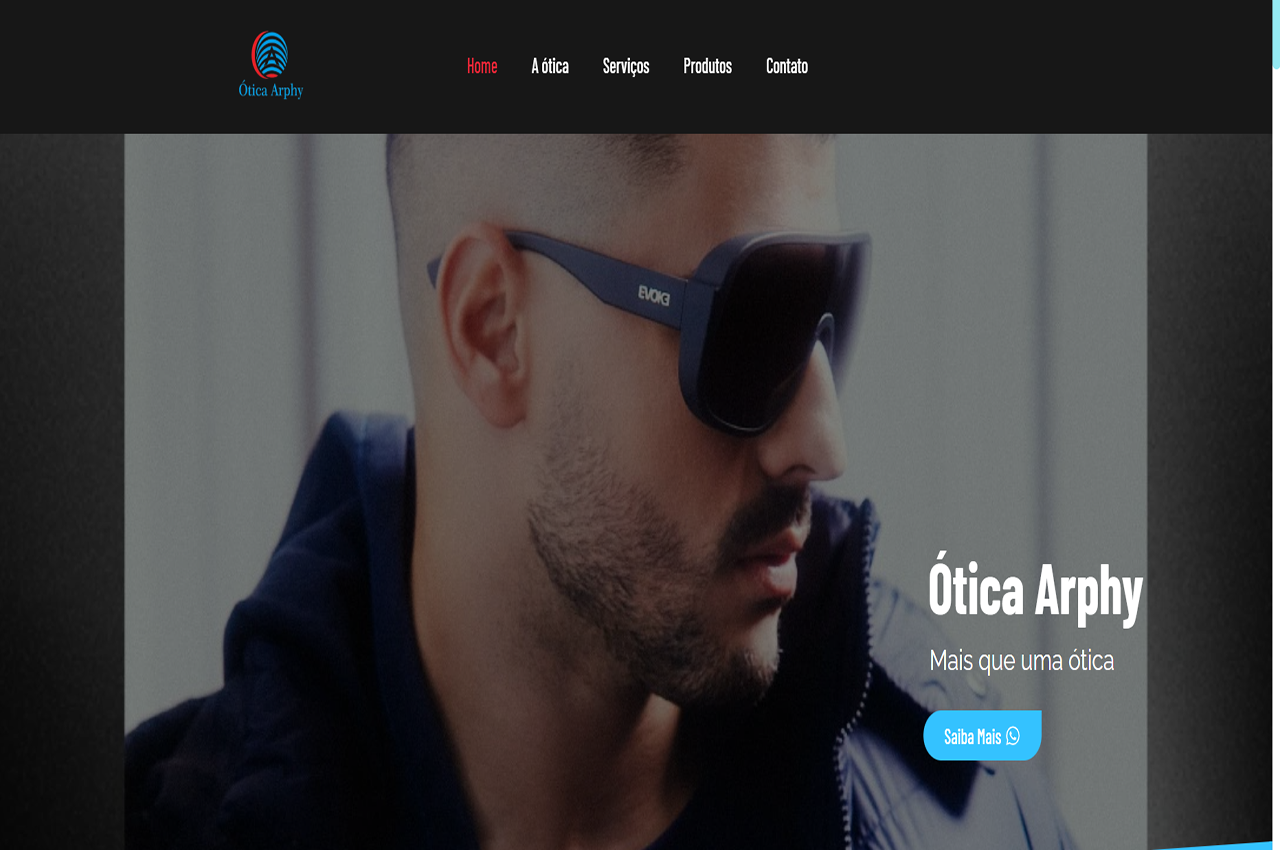 Ótica Arphy
Home
A ótica
Serviços
Produtos
Contato
EVOKE
Ótica Arphy
Mais que uma ótica
Saiba Mais